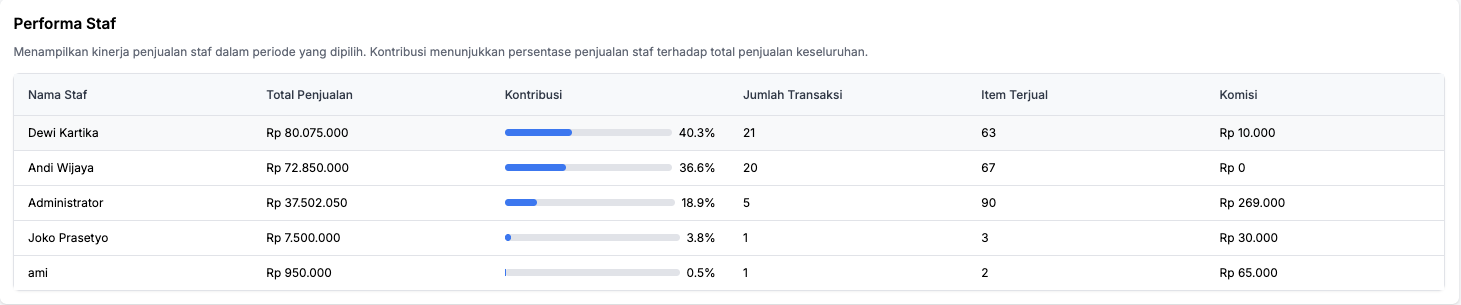 Performa Staf
Menampilkan kinerja penjualan staf dalam periode yang dipilih. Kontribusi menunjukkan persentase penjualan staf terhadap total penjualan keseluruhan.
Nama Staf Total Penjualan Kontribusi Jumlah Transaksi Item Terjual Komisi
Dewi Kartika Rp 80.075.000 40.3% 21 63 Rp 10.000
Andi Wijaya Rp 72.850.000 36.6% 20 67 Rp 0
Administrator Rp 37.502.050 18.9% 5 90 Rp 269.000
Joko Prasetyo Rp 7.500.000 3.8% 1 3 Rp 30.000
ami Rp 950.000 0.5% 1 2 Rp 65.000